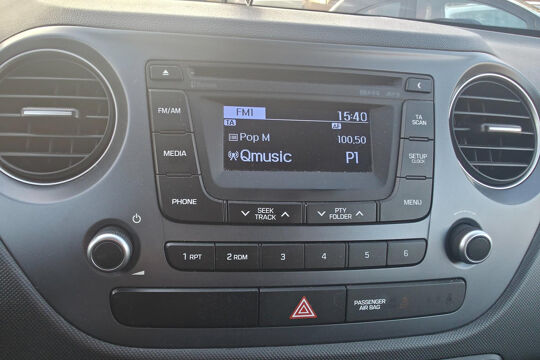 FM/AM
FM1
15:40
TA
AF
TA
SCAN
Pop M
100.50
MEDIA
Qmusic
P1
SETUP
CLOCK
PHONE
SEEK
TRACK
PTY
FOLDER
MENU
1 RPT
2 RDM
3
4
5
6
PASSENGER
AIR BAG